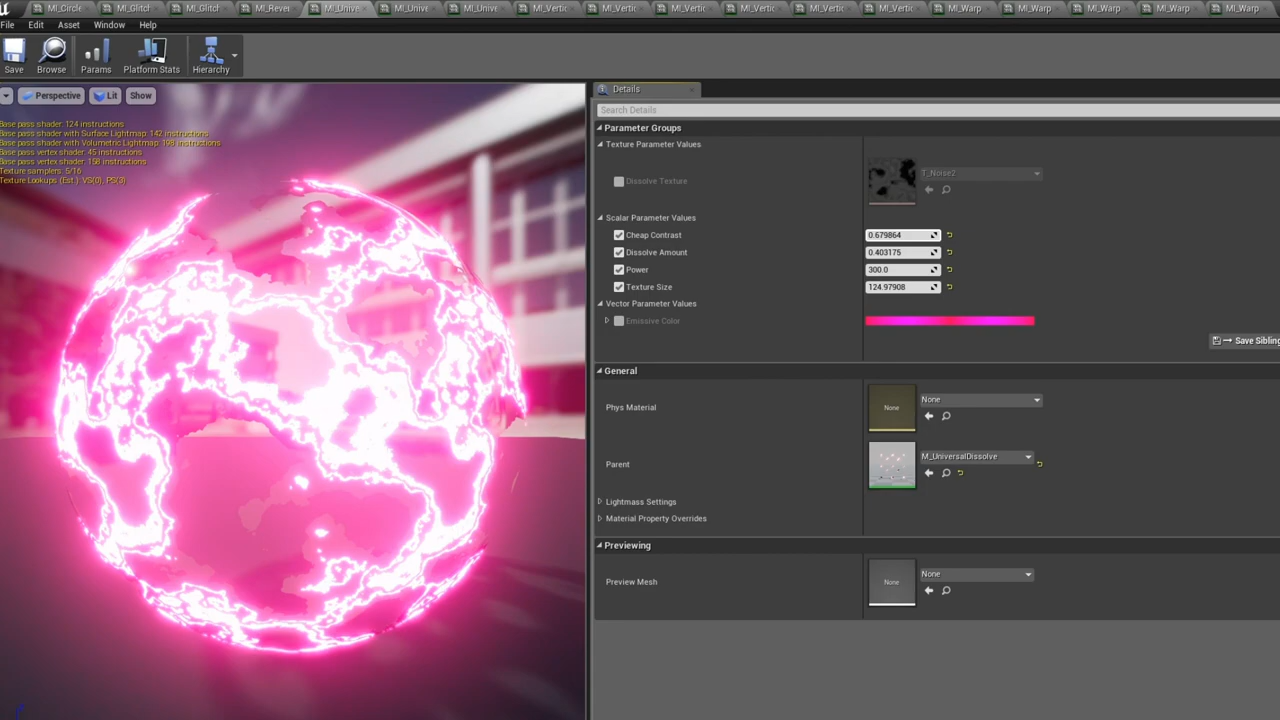 MI_Circle MI_Glitch MI_Glitch MI_Rever MI_Unive MI_Unive MI_Unive MI_Vertic MI_Vertic MI_Vertic MI_Vertic MI_Vertic MI_Vertic MI_Warp MI_Warp MI_Warp MI_Warp MI_Warp
File Edit Asset Window Help
Save Browse Params Platform Stats Hierarchy
Details
Perspective Lit Show
Search Details
Base pass shader: 124 instructions
Base pass shader with Surface Lightmap: 142 instructions
Base pass shader with Volumetric Lightmap: 198 instructions
Base pass vertex shader: 45 instructions
Base pass vertex shader: 158 instructions
Texture samplers: 5/16
Texture Lookups (Est.): VS(0), PS(3)
Parameter Groups
Texture Parameter Values
Dissolve Texture T_Noise2
Scalar Parameter Values
Cheap Contrast 0.679864
Dissolve Amount 0.403175
Power 300.0
Texture Size 124.97908
Vector Parameter Values
Emissive Color
Save Sibling
General
Phys Material None None
Parent M_UniversalDissolve
Lightmass Settings
Material Property Overrides
Previewing
Preview Mesh None None